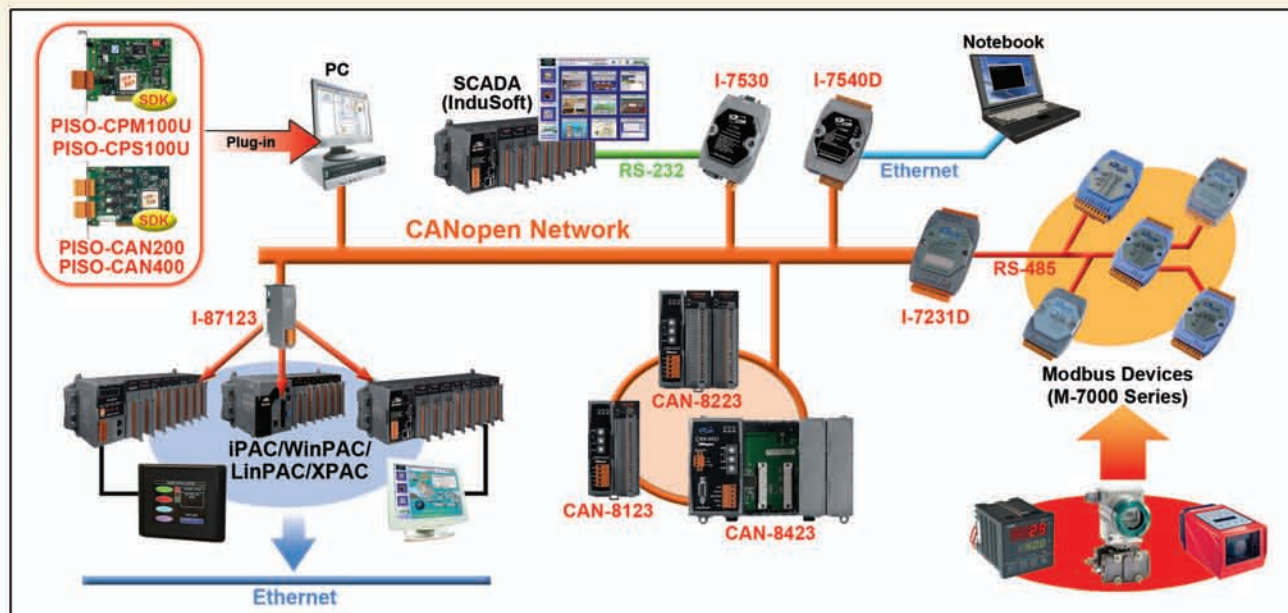 SDK
PISO-CPM100U
PISO-CPS100U
SDK
PISO-CAN200
PISO-CAN400
Plug-in
PC
SCADA
(InduSoft)
RS-232
I-7530
I-7540D
Ethernet
Notebook
CANopen Network
I-7231D
RS-485
Modbus Devices
(M-7000 Series)
I-87123
iPAC/WinPAC/
LinPAC/XPAC
Ethernet
CAN-8223
CAN-8123
CAN-8423